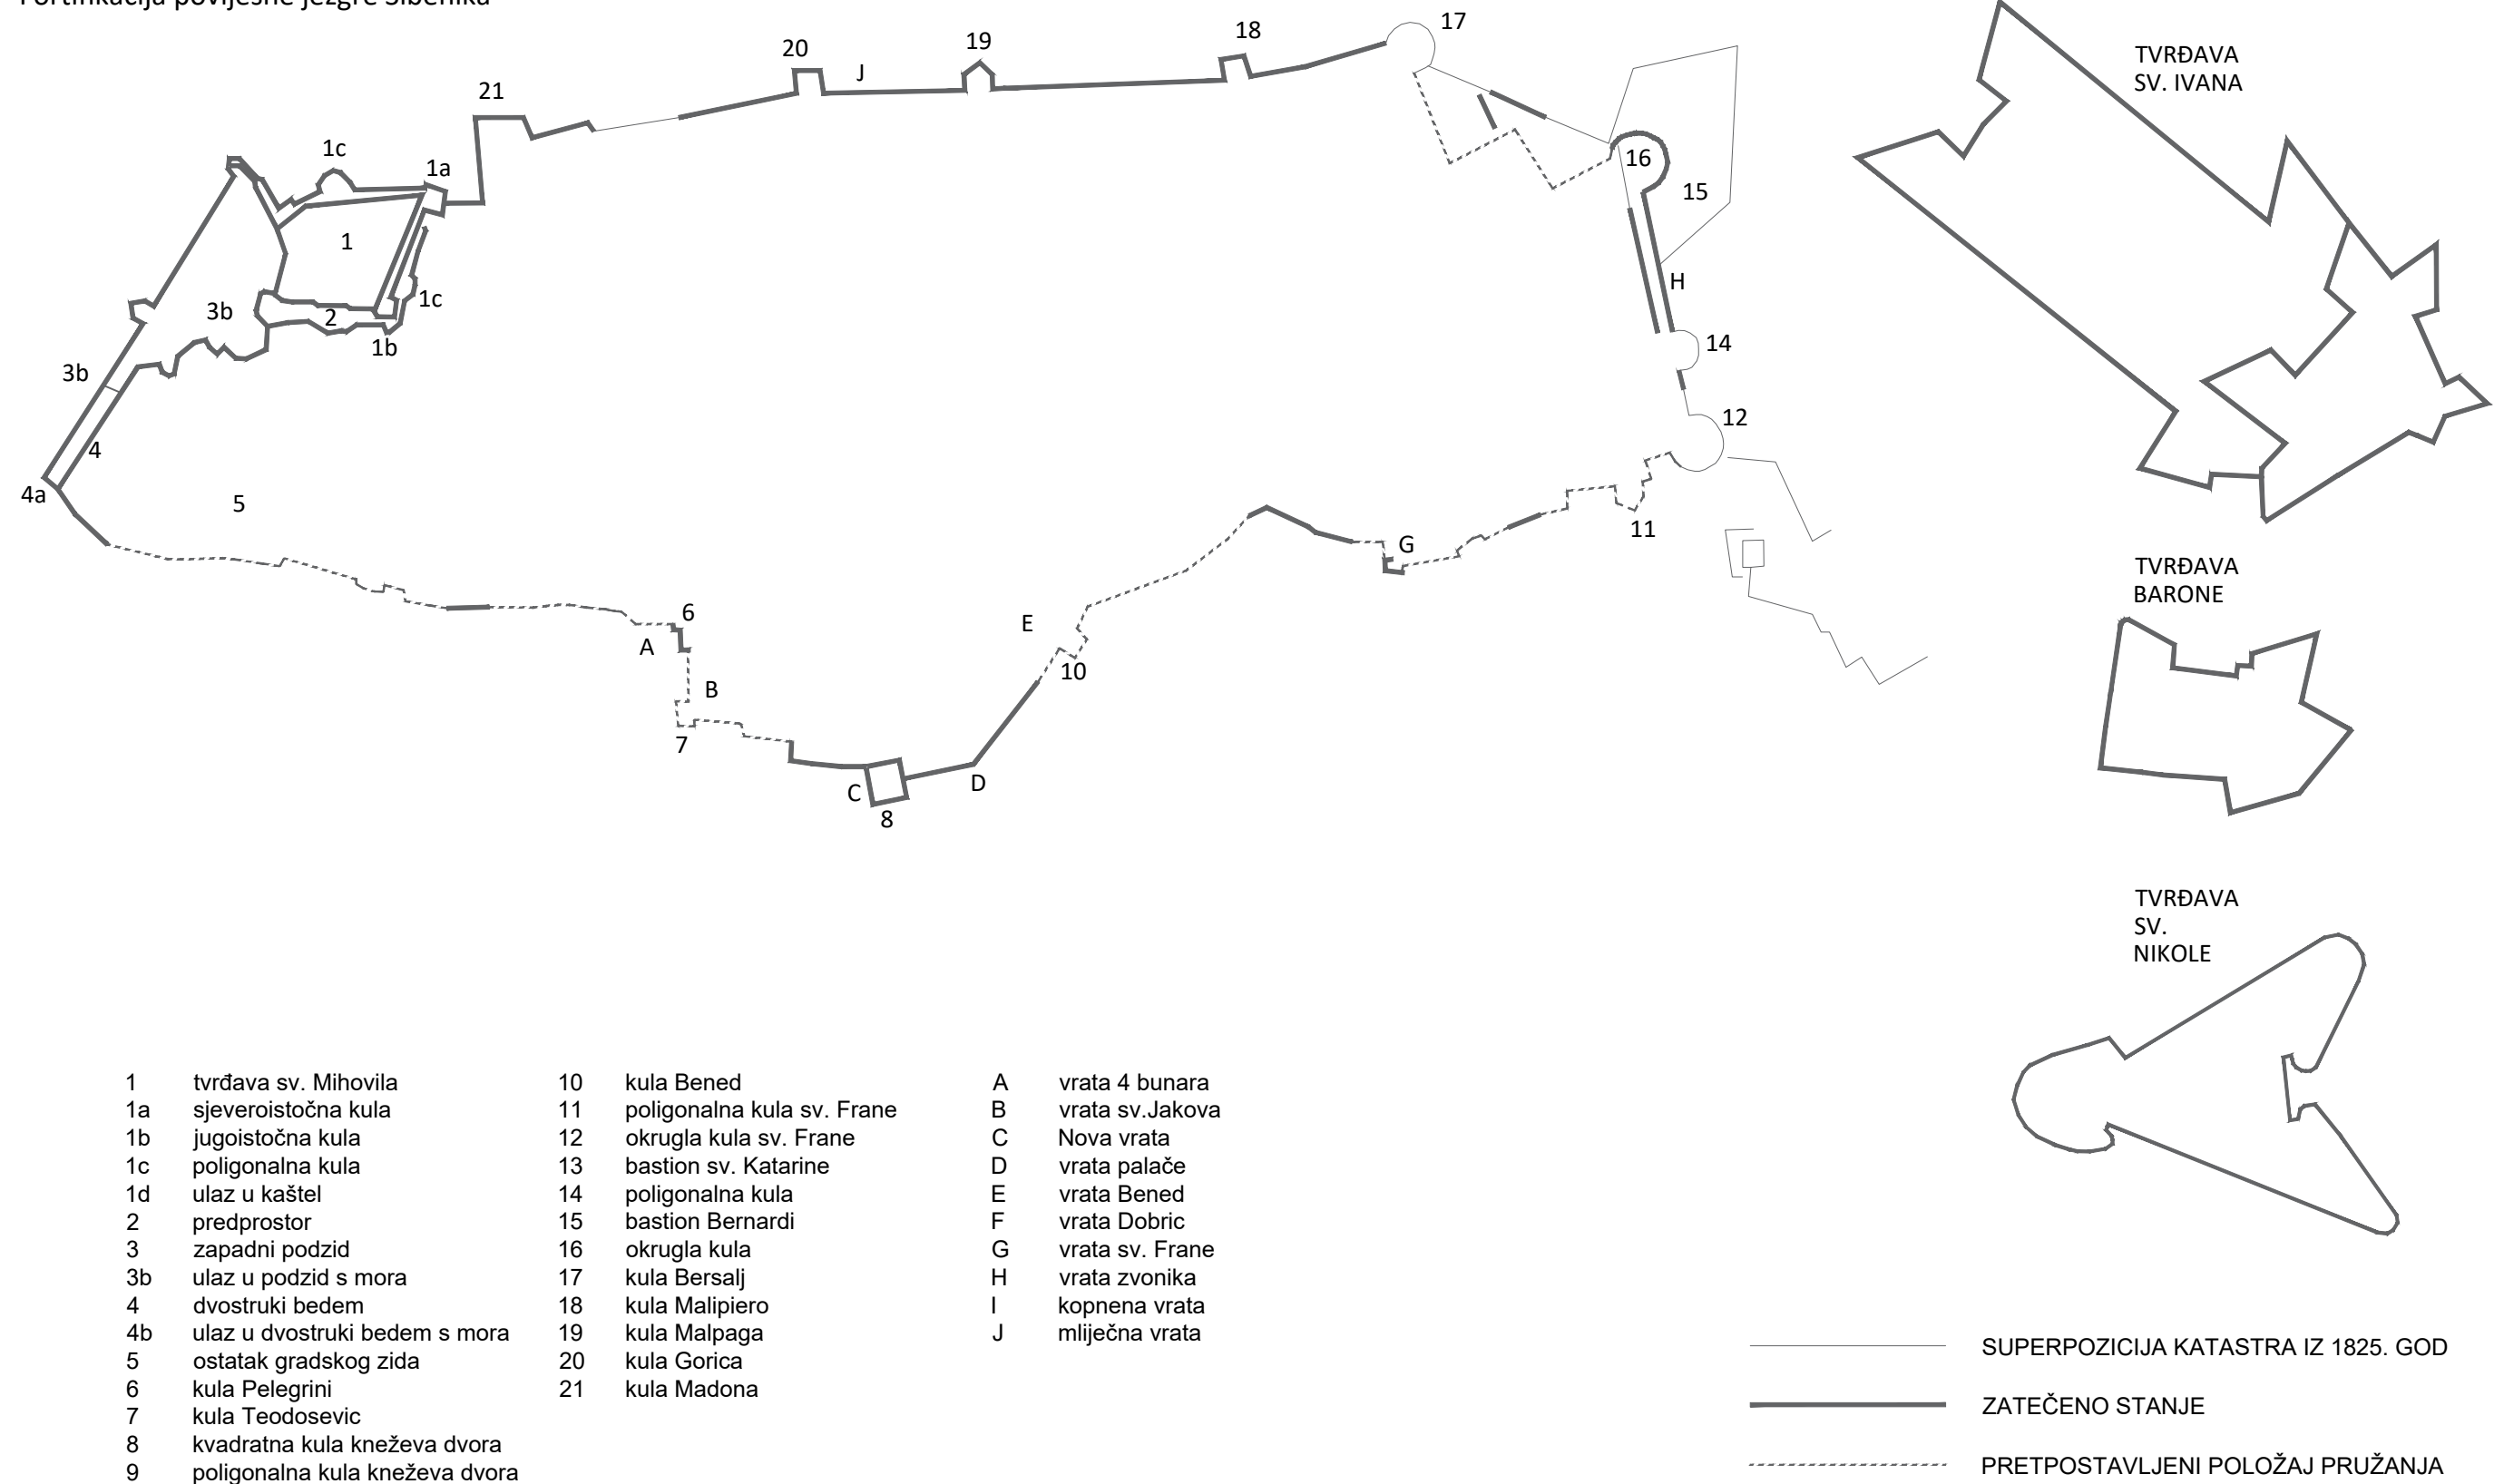 Fortifikacija povijesne jezgre Šibenika
17
18
19
20
J
21
1c
1a
16
15
1
H
1c
3b
2
1b
14
3b
12
4
4a
5
11
G
6
E
A
10
B
7
D
C
8
TVRĐAVA
SV. IVANA
TVRĐAVA
BARONE
TVRĐAVA
SV.
NIKOLE
1 tvrđava sv. Mihovila
1a sjeveroistočna kula
1b jugoistočna kula
1c poligonalna kula
1d ulaz u kaštel
2 predprostor
3 zapadni podzid
3b ulaz u podzid s mora
4 dvostruki bedem
4b ulaz u dvostruki bedem s mora
5 ostatak gradskog zida
6 kula Pelegrini
7 kula Teodosevic
8 kvadratna kula kneževa dvora
9 poligonalna kula kneževa dvora
10 kula Bened
11 poligonalna kula sv. Frane
12 okrugla kula sv. Frane
13 bastion sv. Katarine
14 poligonalna kula
15 bastion Bernardi
16 okrugla kula
17 kula Bersalj
18 kula Malipiero
19 kula Malpaga
20 kula Gorica
21 kula Madona
A vrata 4 bunara
B vrata sv.Jakova
C Nova vrata
D vrata palače
E vrata Bened
F vrata Dobric
G vrata sv. Frane
H vrata zvonika
I kopnena vrata
J mliječna vrata
SUPERPOZICIJA KATASTRA IZ 1825. GOD
ZATEČENO STANJE
PRETPOSTAVLJENI POLOŽAJ PRUŽANJA